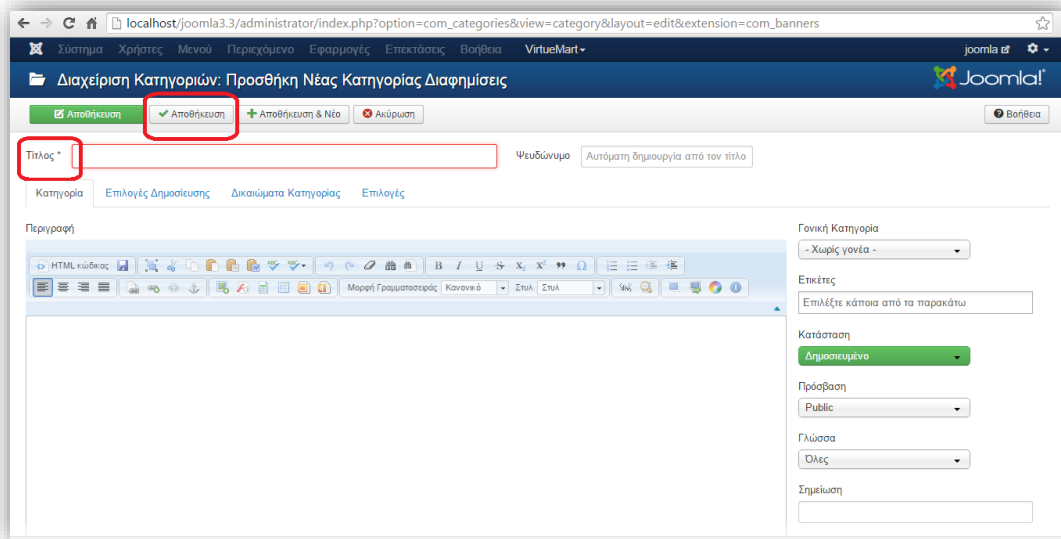 localhost/joomla3.3/administrator/index.php?option=com_categories&view=category&layout=edit&extension=com_banners
Σύστημα Χρήστες Μενού Περιεχόμενο Εφαρμογές Επεκτάσεις Βοήθεια VirtueMart joomla
Διαχείριση Κατηγοριών: Προσθήκη Νέας Κατηγορίας Διαφημίσεις Joomla!
Αποθήκευση Αποθήκευση Αποθήκευση & Νέο Ακύρωση Βοήθεια
Τίτλος * Ψευδώνυμο Αυτόματη δημιουργία από τον τίτλο
Κατηγορία Επιλογές Δημοσίευσης Δικαιώματα Κατηγορίας Επιλογές
Περιγραφή
HTML κώδικας B I U S X₂ X² Ω
Μορφή Γραμματοσειράς Κανονικό Στυλ Στυλ
Γονική Κατηγορία
- Χωρίς γονέα -
Ετικέτες
Επιλέξτε κάποια από τα παρακάτω
Κατάσταση
Δημοσιευμένο
Πρόσβαση
Public
Γλώσσα
Όλες
Σημείωση